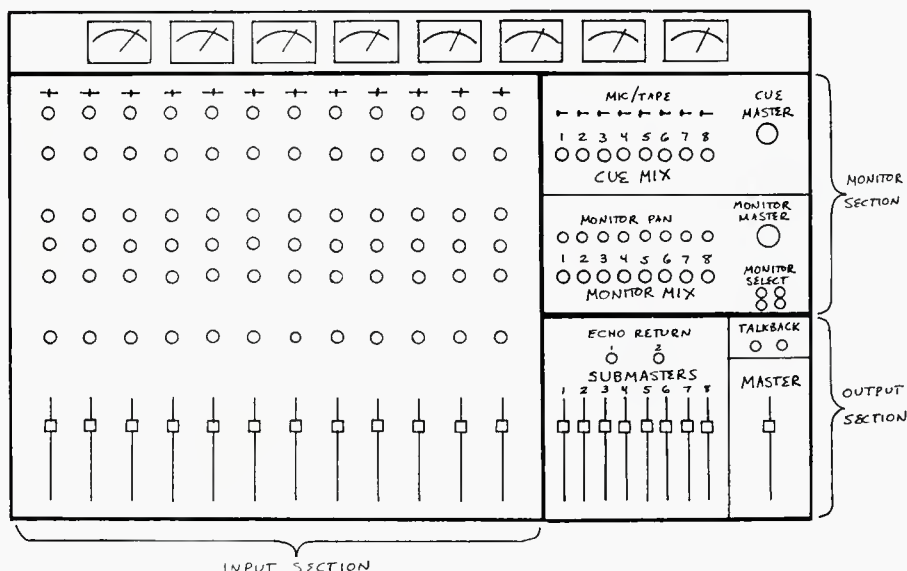 MIC/TAPE
CUE MASTER
1 2 3 4 5 6 7 8
CUE MIX
MONITOR SECTION
MONITOR PAN
MONITOR MASTER
1 2 3 4 5 6 7 8
MONITOR MIX
MONITOR SELECT
ECHO RETURN
1 2
SUBMASTERS
1 2 3 4 5 6 7 8
TALKBACK
MASTER
OUTPUT SECTION
INPUT SECTION